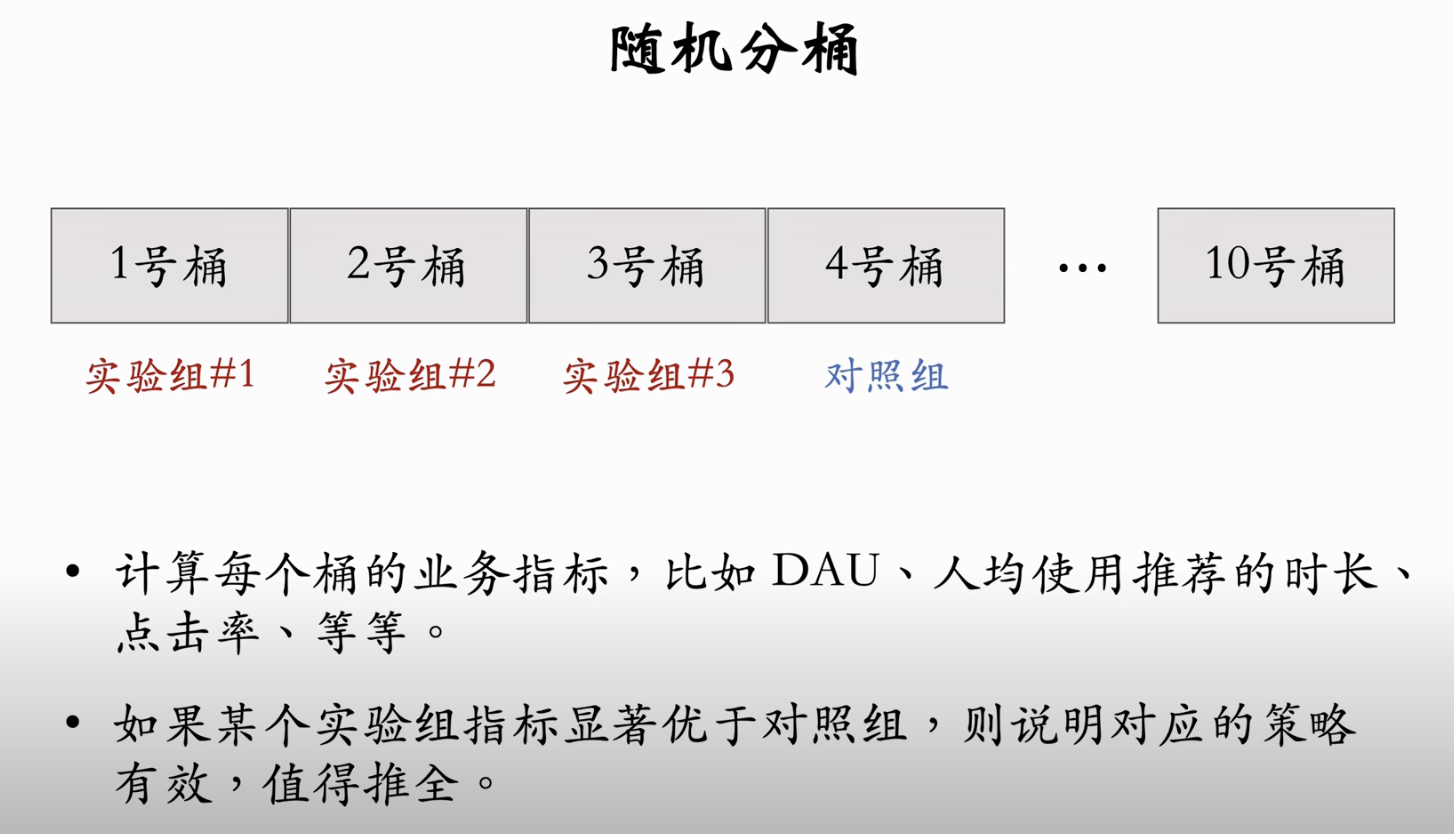 随机分桶
1号桶 2号桶 3号桶 4号桶 … 10号桶
实验组#1 实验组#2 实验组#3 对照组
• 计算每个桶的业务指标，比如 DAU、人均使用推荐的时长、
点击率、等等。
• 如果某个实验组指标显著优于对照组，则说明对应的策略
有效，值得推全。